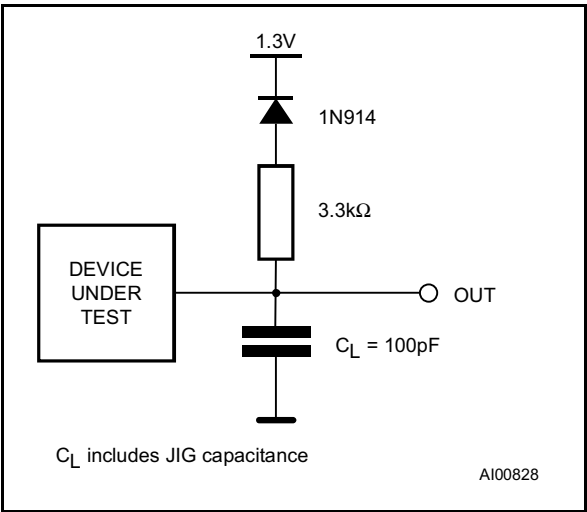 1.3V
1N914
3.3kΩ
DEVICE
UNDER
TEST
OUT
CL = 100pF
CL includes JIG capacitance
AI00828